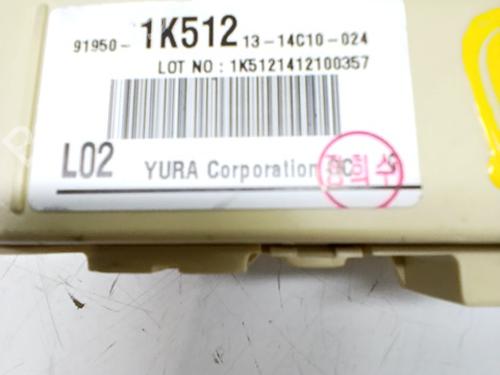 91950- 1K512 13-14C10-024
LOT NO : 1K5121412100357
L02 YURA Corporation